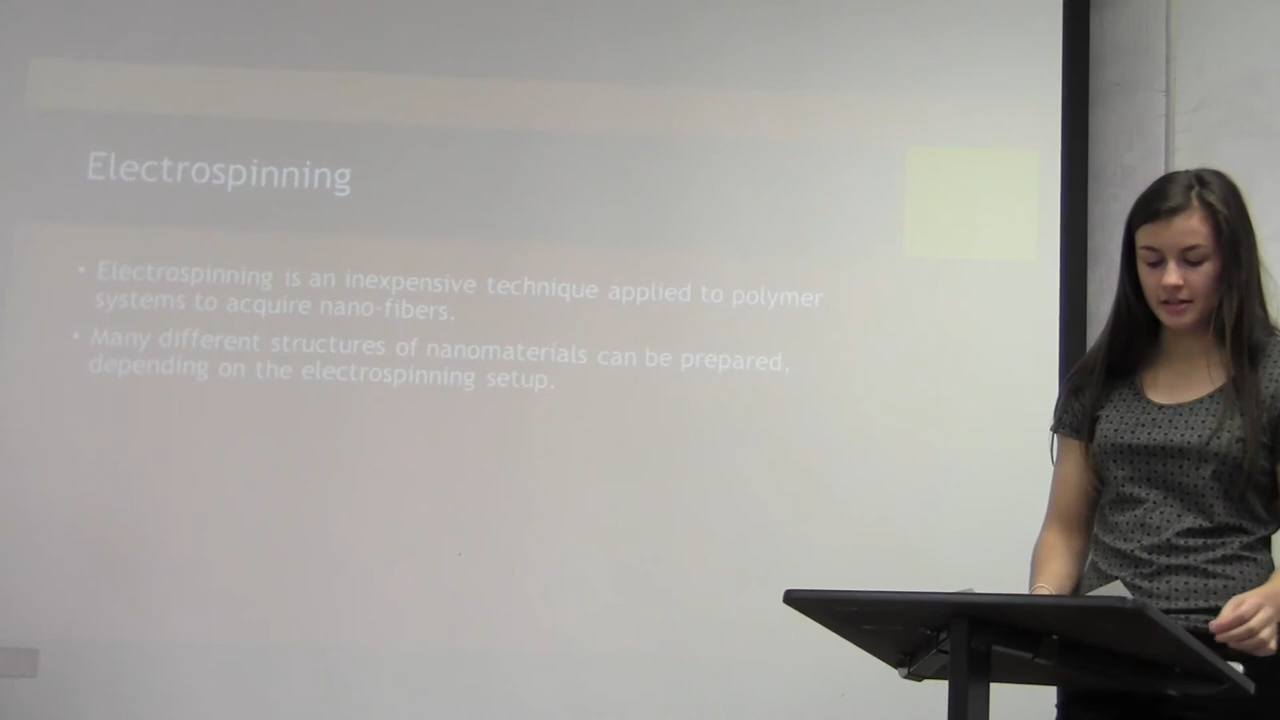 Electrospinning
• Electrospinning is an inexpensive technique applied to polymer
systems to acquire nano-fibers.
• Many different structures of nanomaterials can be prepared,
depending on the electrospinning setup.